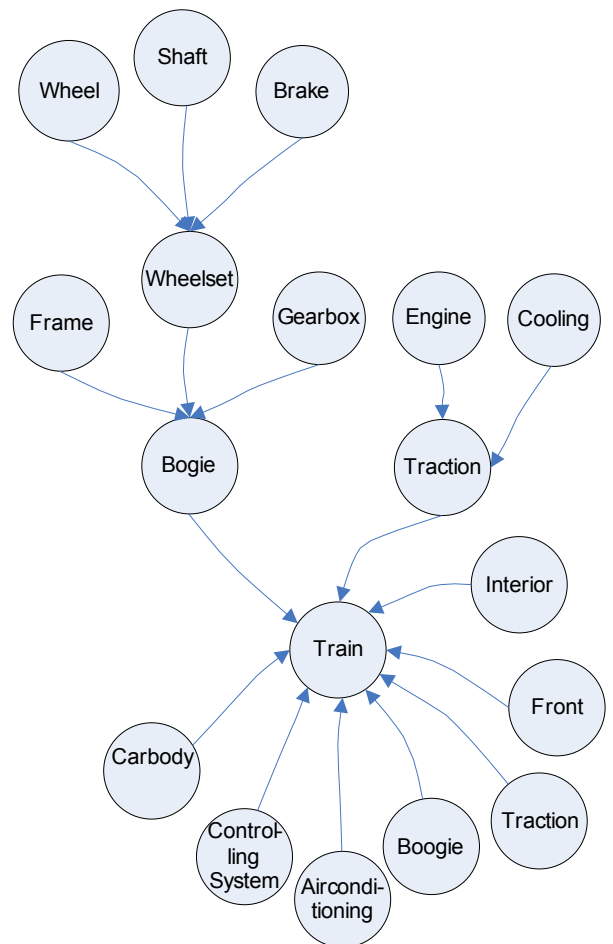 Shaft
Wheel
Brake
Wheelset
Frame
Gearbox
Engine
Cooling
Bogie
Traction
Interior
Train
Front
Carbody
Traction
Control-
ling
System
Boogie
Aircondi-
tioning